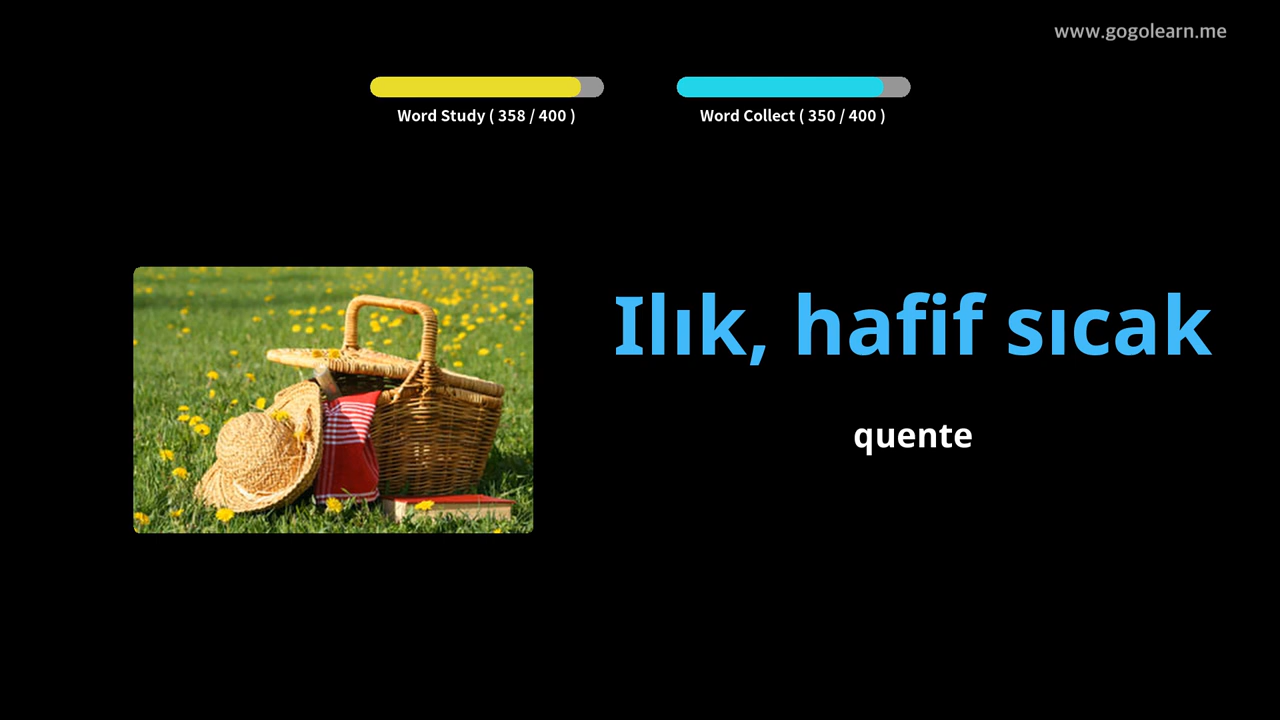 www.gogolearn.me
Word Study ( 358 / 400 )
Word Collect ( 350 / 400 )
Ilık, hafif sıcak
quente